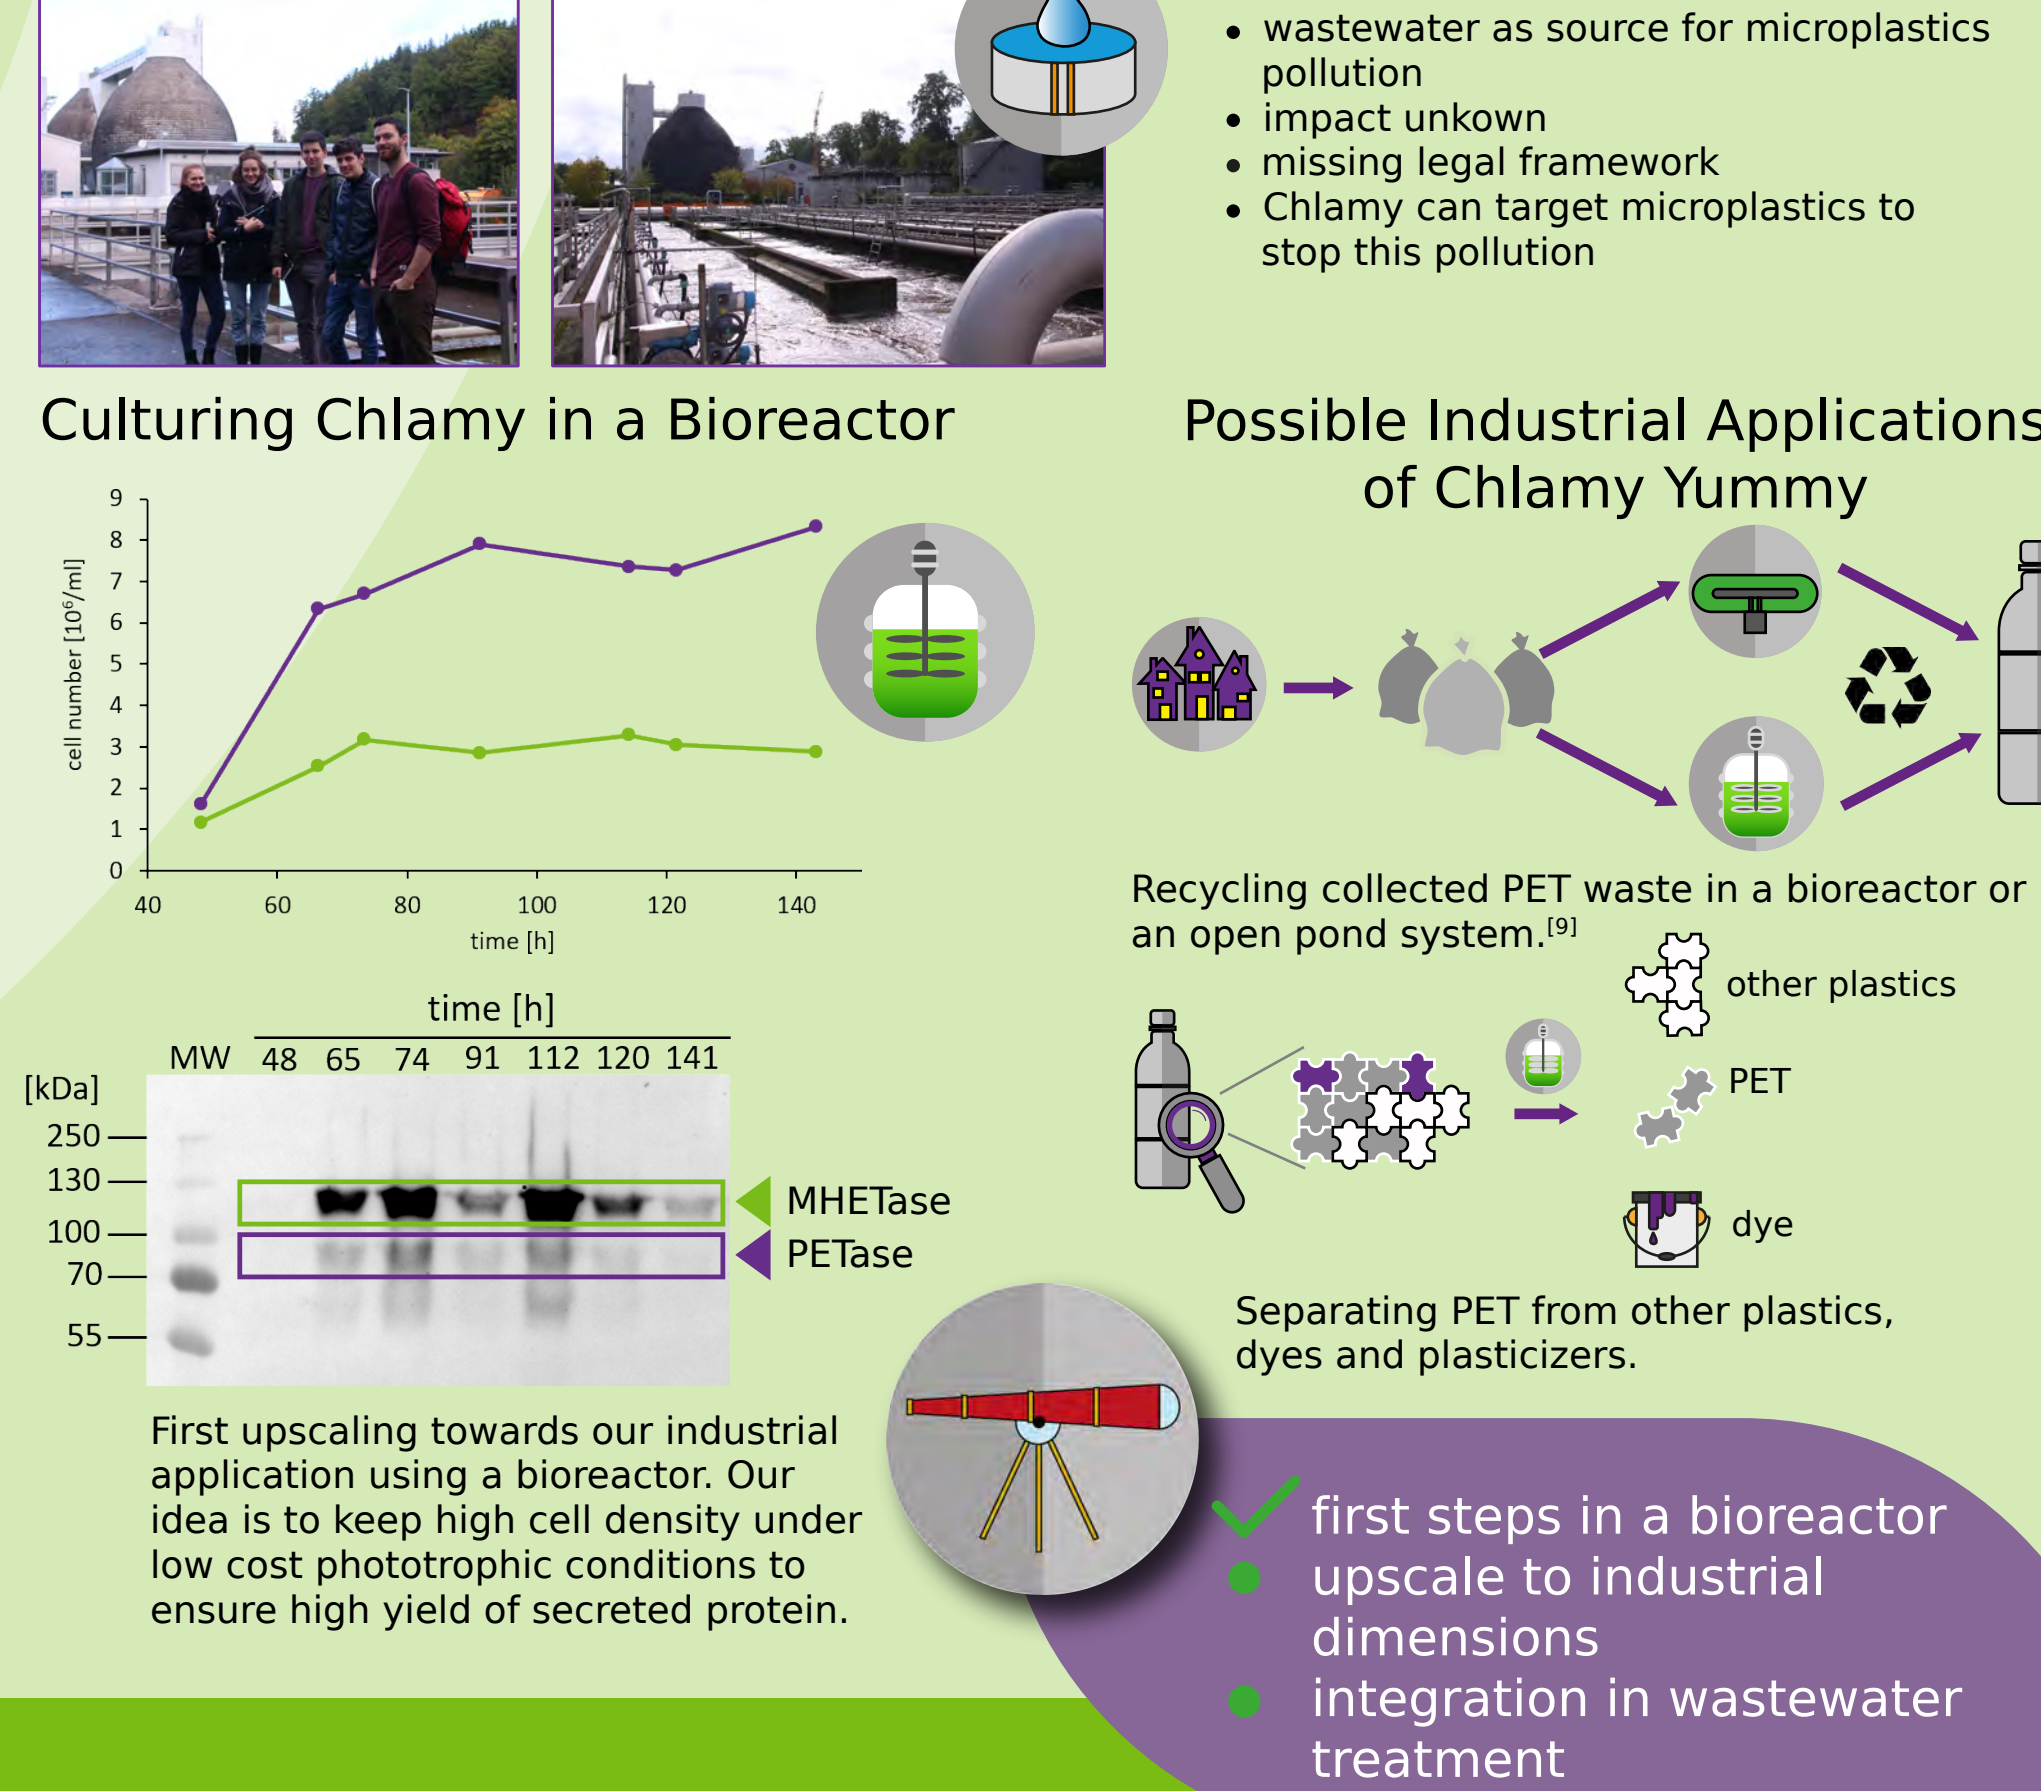 wastewater as source for microplastics
pollution
impact unkown
missing legal framework
Chlamy can target microplastics to
stop this pollution
Culturing Chlamy in a Bioreactor
9
8
7
6
5
4
3
2
1
0
cell number [10⁶/ml]
40 60 80 100 120 140
time [h]
time [h]
MW 48 65 74 91 112 120 141
[kDa]
250
130
100
70
55
MHETase
PETase
First upscaling towards our industrial
application using a bioreactor. Our
idea is to keep high cell density under
low cost phototrophic conditions to
ensure high yield of secreted protein.
Possible Industrial Applications
of Chlamy Yummy
Recycling collected PET waste in a bioreactor or
an open pond system.[9]
other plastics
PET
dye
Separating PET from other plastics,
dyes and plasticizers.
first steps in a bioreactor
upscale to industrial
dimensions
integration in wastewater
treatment